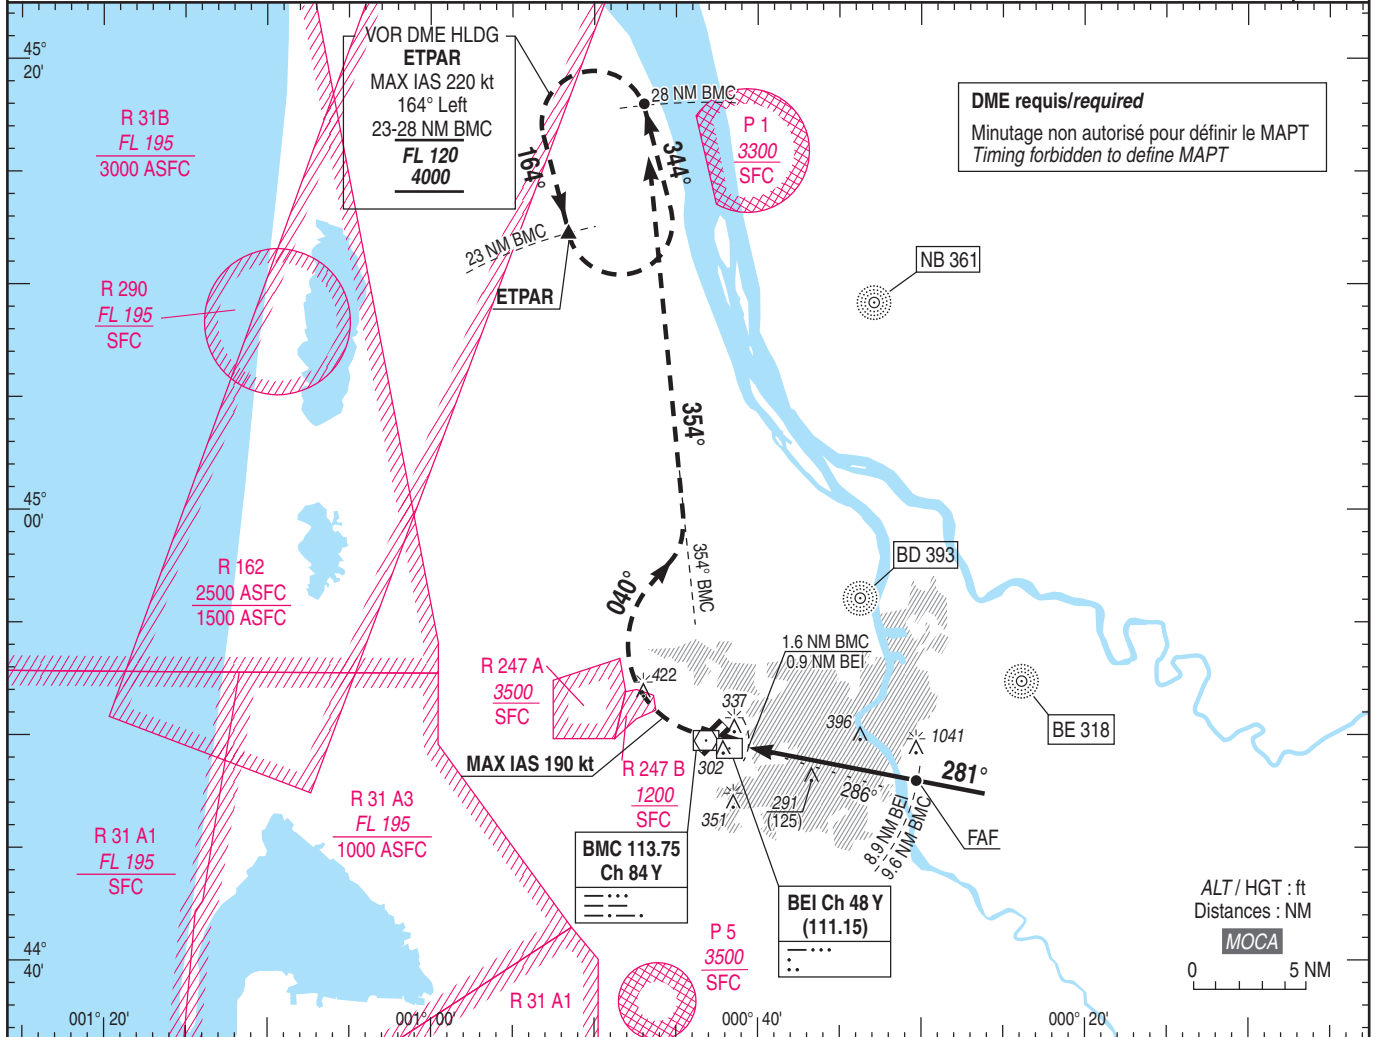 45°
20'
VOR DME HLDG
ETPAR
MAX IAS 220 kt
164° Left
23-28 NM BMC
FL 120
4000
28 NM BMC
P 1
3300
SFC
DME requis/required
Minutage non autorisé pour définir le MAPT
Timing forbidden to define MAPT
R 31B
FL 195
3000 ASFC
164°
344°
23 NM BMC
ETPAR
NB 361
R 290
FL 195
SFC
354°
45°
00'
354° BMC
BD 393
R 162
2500 ASFC
1500 ASFC
040°
1.6 NM BMC
0.9 NM BEI
R 247 A
3500
SFC
422
337
396
1041
BE 318
MAX IAS 190 kt
302
R 247 B
1200
SFC
351
291
(125)
286°
281°
8.9 NM BEI
9.6 NM BMC
FAF
R 31 A3
FL 195
1000 ASFC
R 31 A1
FL 195
SFC
BMC 113.75
Ch 84 Y
BEI Ch 48 Y
(111.15)
P 5
3500
SFC
ALT / HGT : ft
Distances : NM
MOCA
0 5 NM
44°
40'
R 31 A1
001° 20'
001° 00'
000° 40'
000° 20'